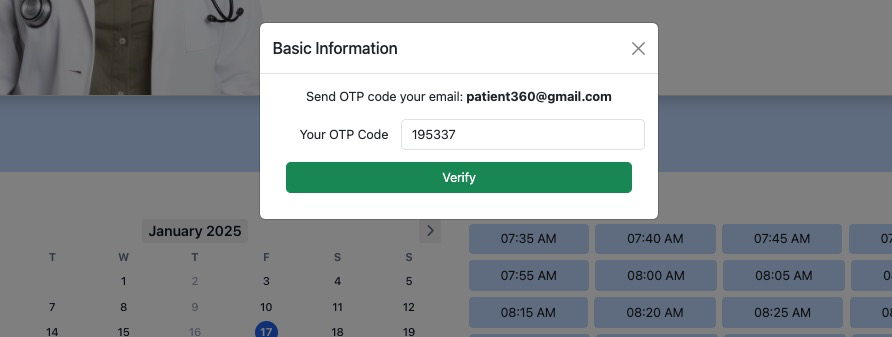 Basic Information
Send OTP code your email: patient360@gmail.com
Your OTP Code 195337
Verify
January 2025
T W T F S S
1 2 3 4 5
7 8 9 10 11 12
14 15 16 17 18 19
07:35 AM 07:40 AM 07:45 AM
07:55 AM 08:00 AM 08:05 AM
08:15 AM 08:20 AM 08:25 AM